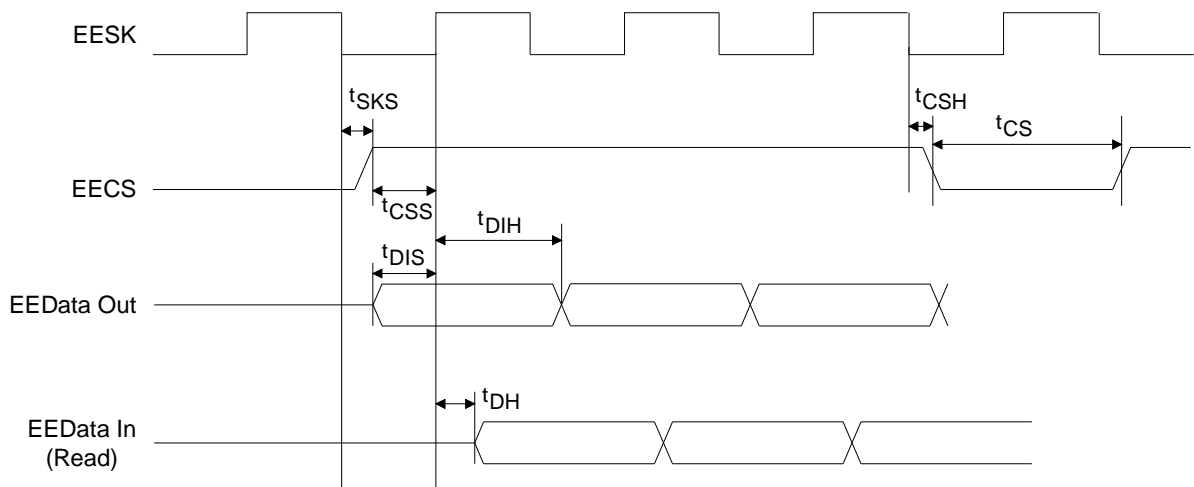 EESK
tSKS
tCSH
tCS
EECS
tCSS
tDIH
tDIS
EEData Out
tDH
EEData In
(Read)